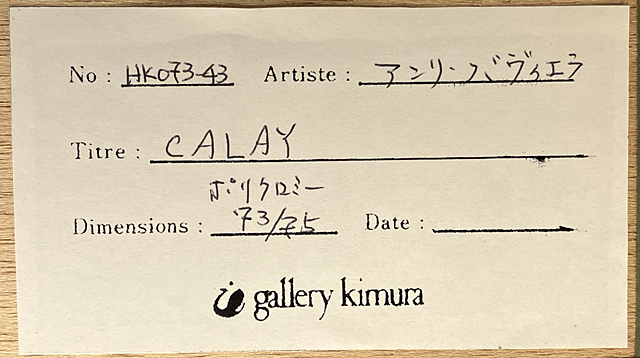 No : HK073-43 Artiste : アンリーバヴィエラ
Titre : CALAY
ポリクロミー
Dimensions : '73/75 Date :
gallery kimura